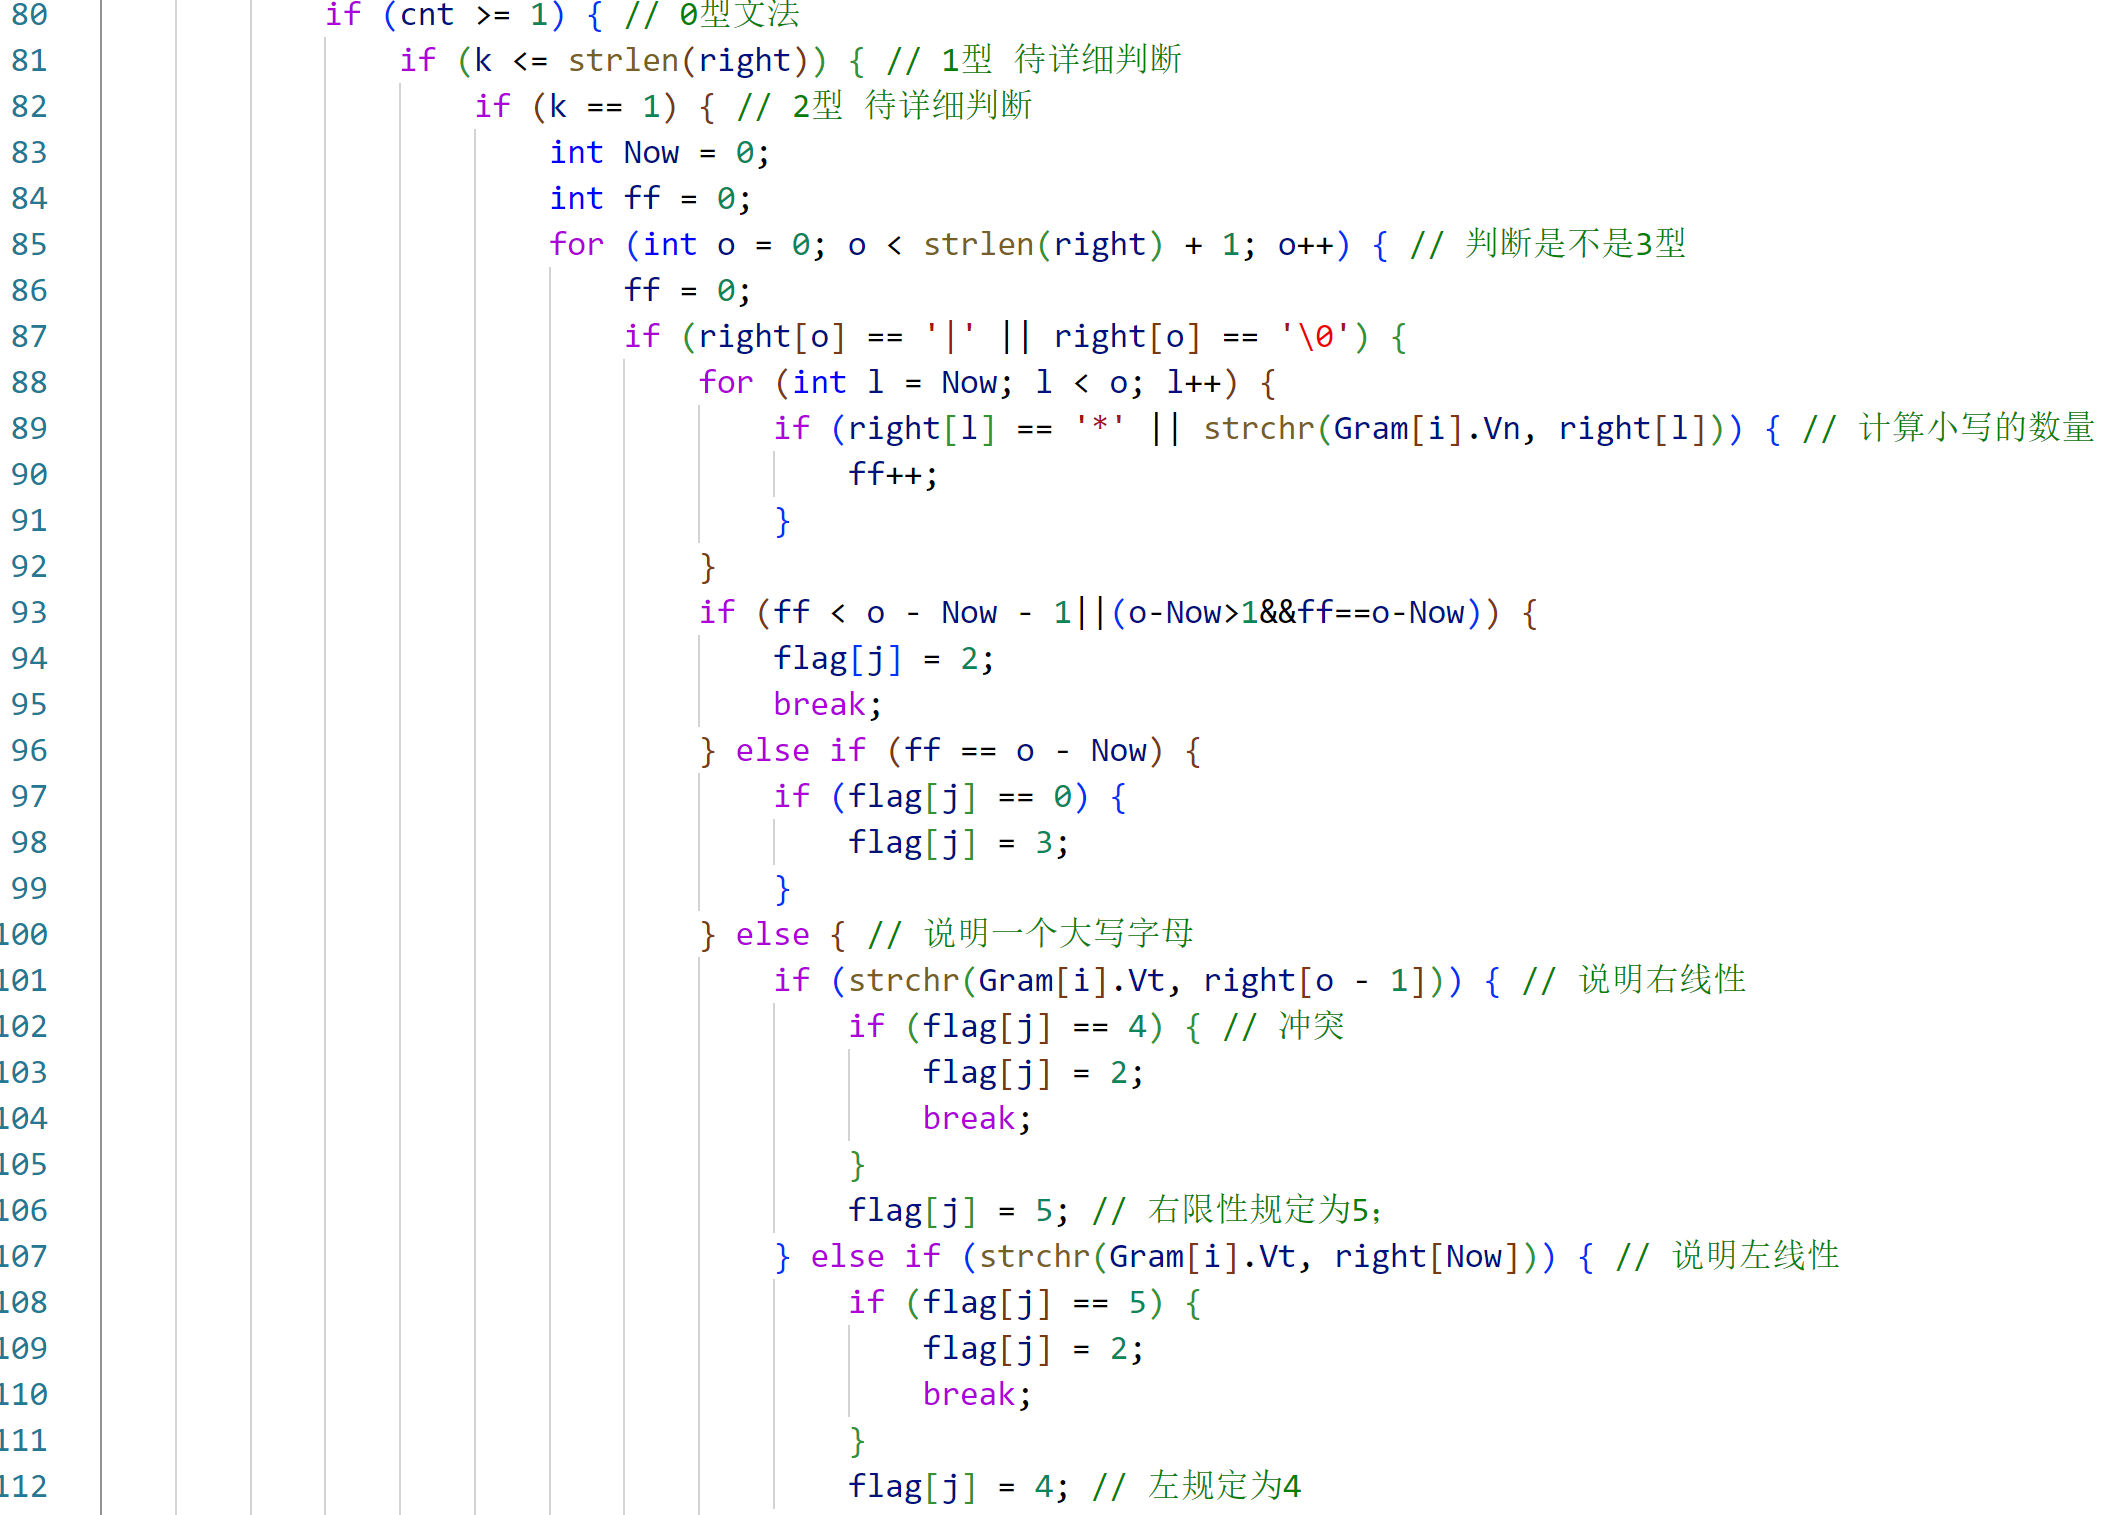 80 if (cnt >= 1) { // 0型文法
81 if (k <= strlen(right)) { // 1型 待详细判断
82 if (k == 1) { // 2型 待详细判断
83 int Now = 0;
84 int ff = 0;
85 for (int o = 0; o < strlen(right) + 1; o++) { // 判断是不是3型
86 ff = 0;
87 if (right[o] == '|' || right[o] == '\0') {
88 for (int l = Now; l < o; l++) {
89 if (right[l] == '*' || strchr(Gram[i].Vn, right[l])) { // 计算小写的数量
90 ff++;
91 }
92 }
93 if (ff < o - Now - 1||(o-Now>1&&ff==o-Now)) {
94 flag[j] = 2;
95 break;
96 } else if (ff == o - Now) {
97 if (flag[j] == 0) {
98 flag[j] = 3;
99 }
100 } else { // 说明一个大写字母
101 if (strchr(Gram[i].Vt, right[o - 1])) { // 说明右线性
102 if (flag[j] == 4) { // 冲突
103 flag[j] = 2;
104 break;
105 }
106 flag[j] = 5; // 右限性规定为5；
107 } else if (strchr(Gram[i].Vt, right[Now])) { // 说明左线性
108 if (flag[j] == 5) {
109 flag[j] = 2;
110 break;
111 }
112 flag[j] = 4; // 左规定为4